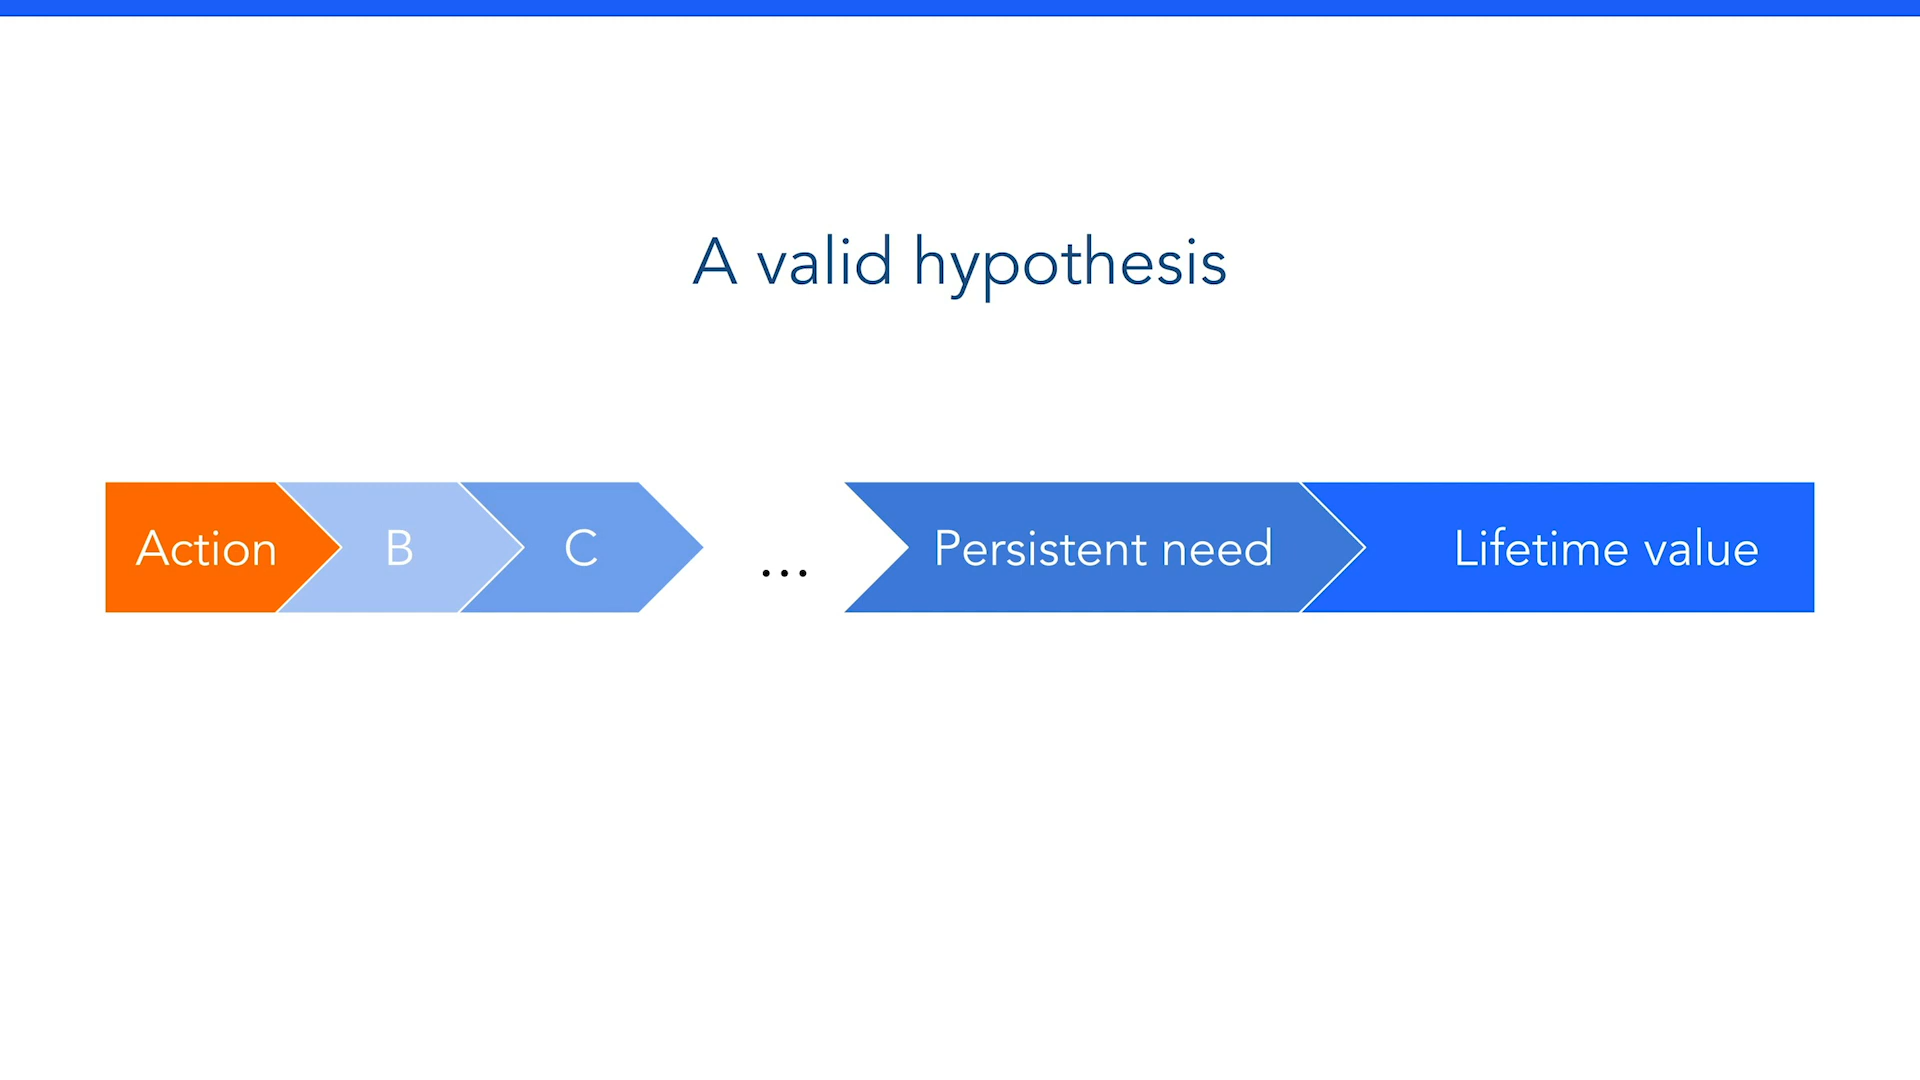 A valid hypothesis
Action B C ... Persistent need Lifetime value